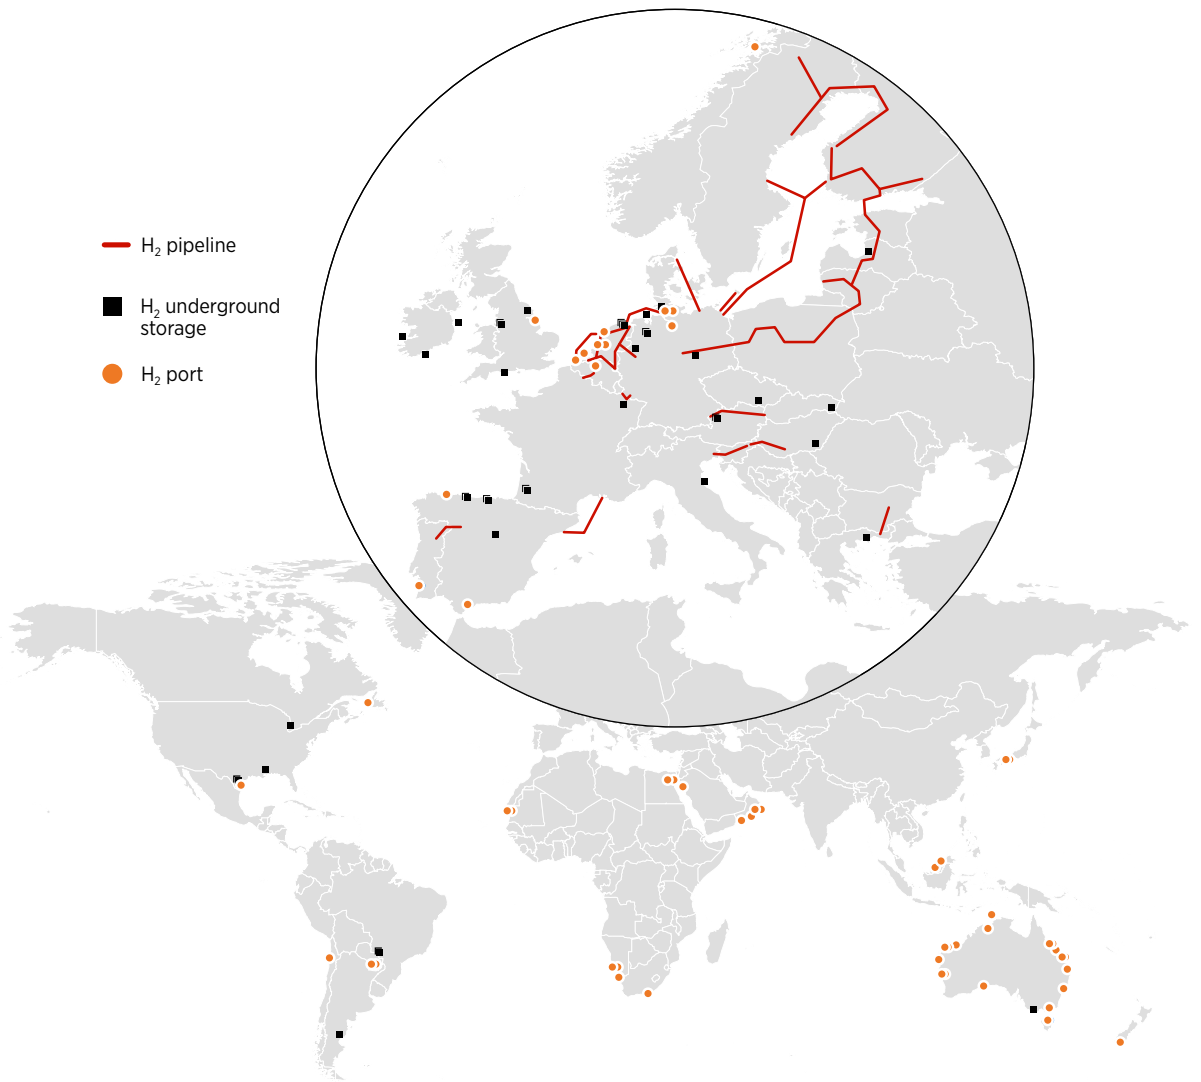 H₂ pipeline
H₂ underground
storage
H₂ port